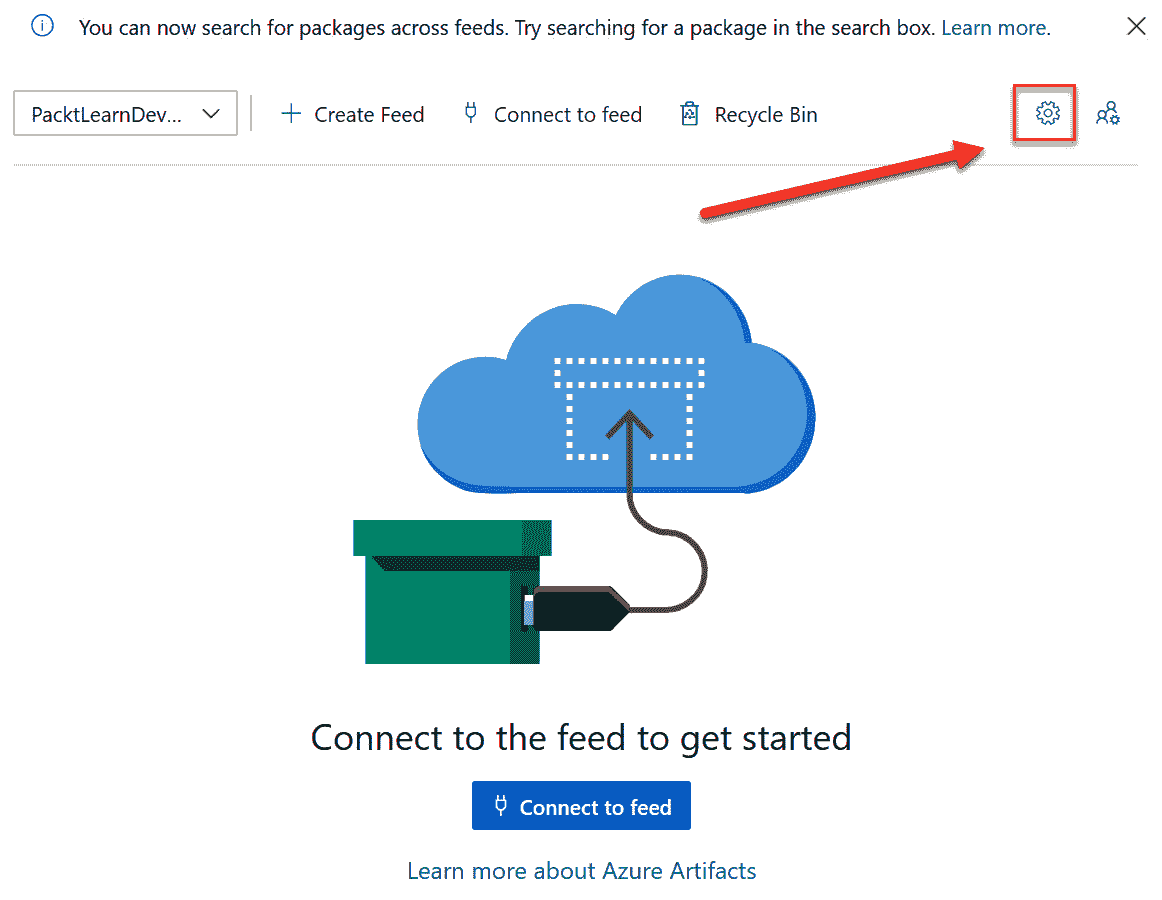 You can now search for packages across feeds. Try searching for a package in the search box. Learn more.
PacktLearnDev... Create Feed Connect to feed Recycle Bin
Connect to the feed to get started
Connect to feed
Learn more about Azure Artifacts